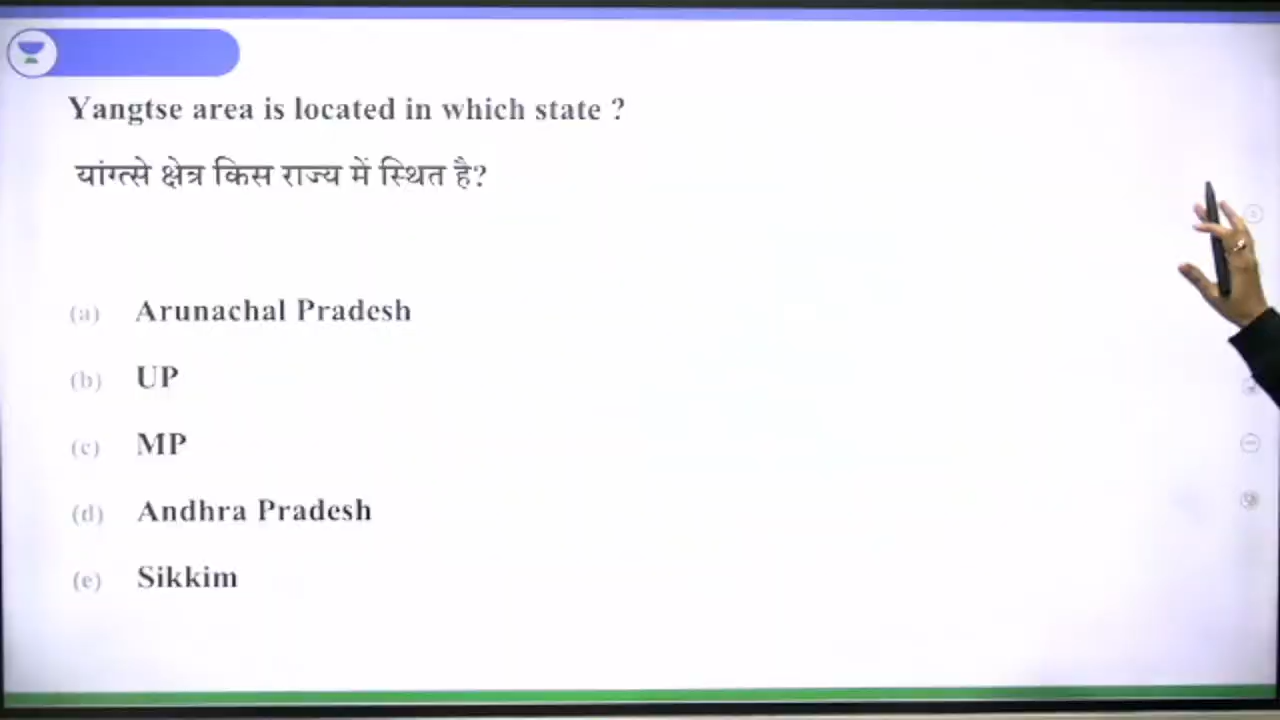 Yangtse area is located in which state ?
यांग्त्से क्षेत्र किस राज्य में स्थित है?
(a) Arunachal Pradesh
(b) UP
(c) MP
(d) Andhra Pradesh
(e) Sikkim